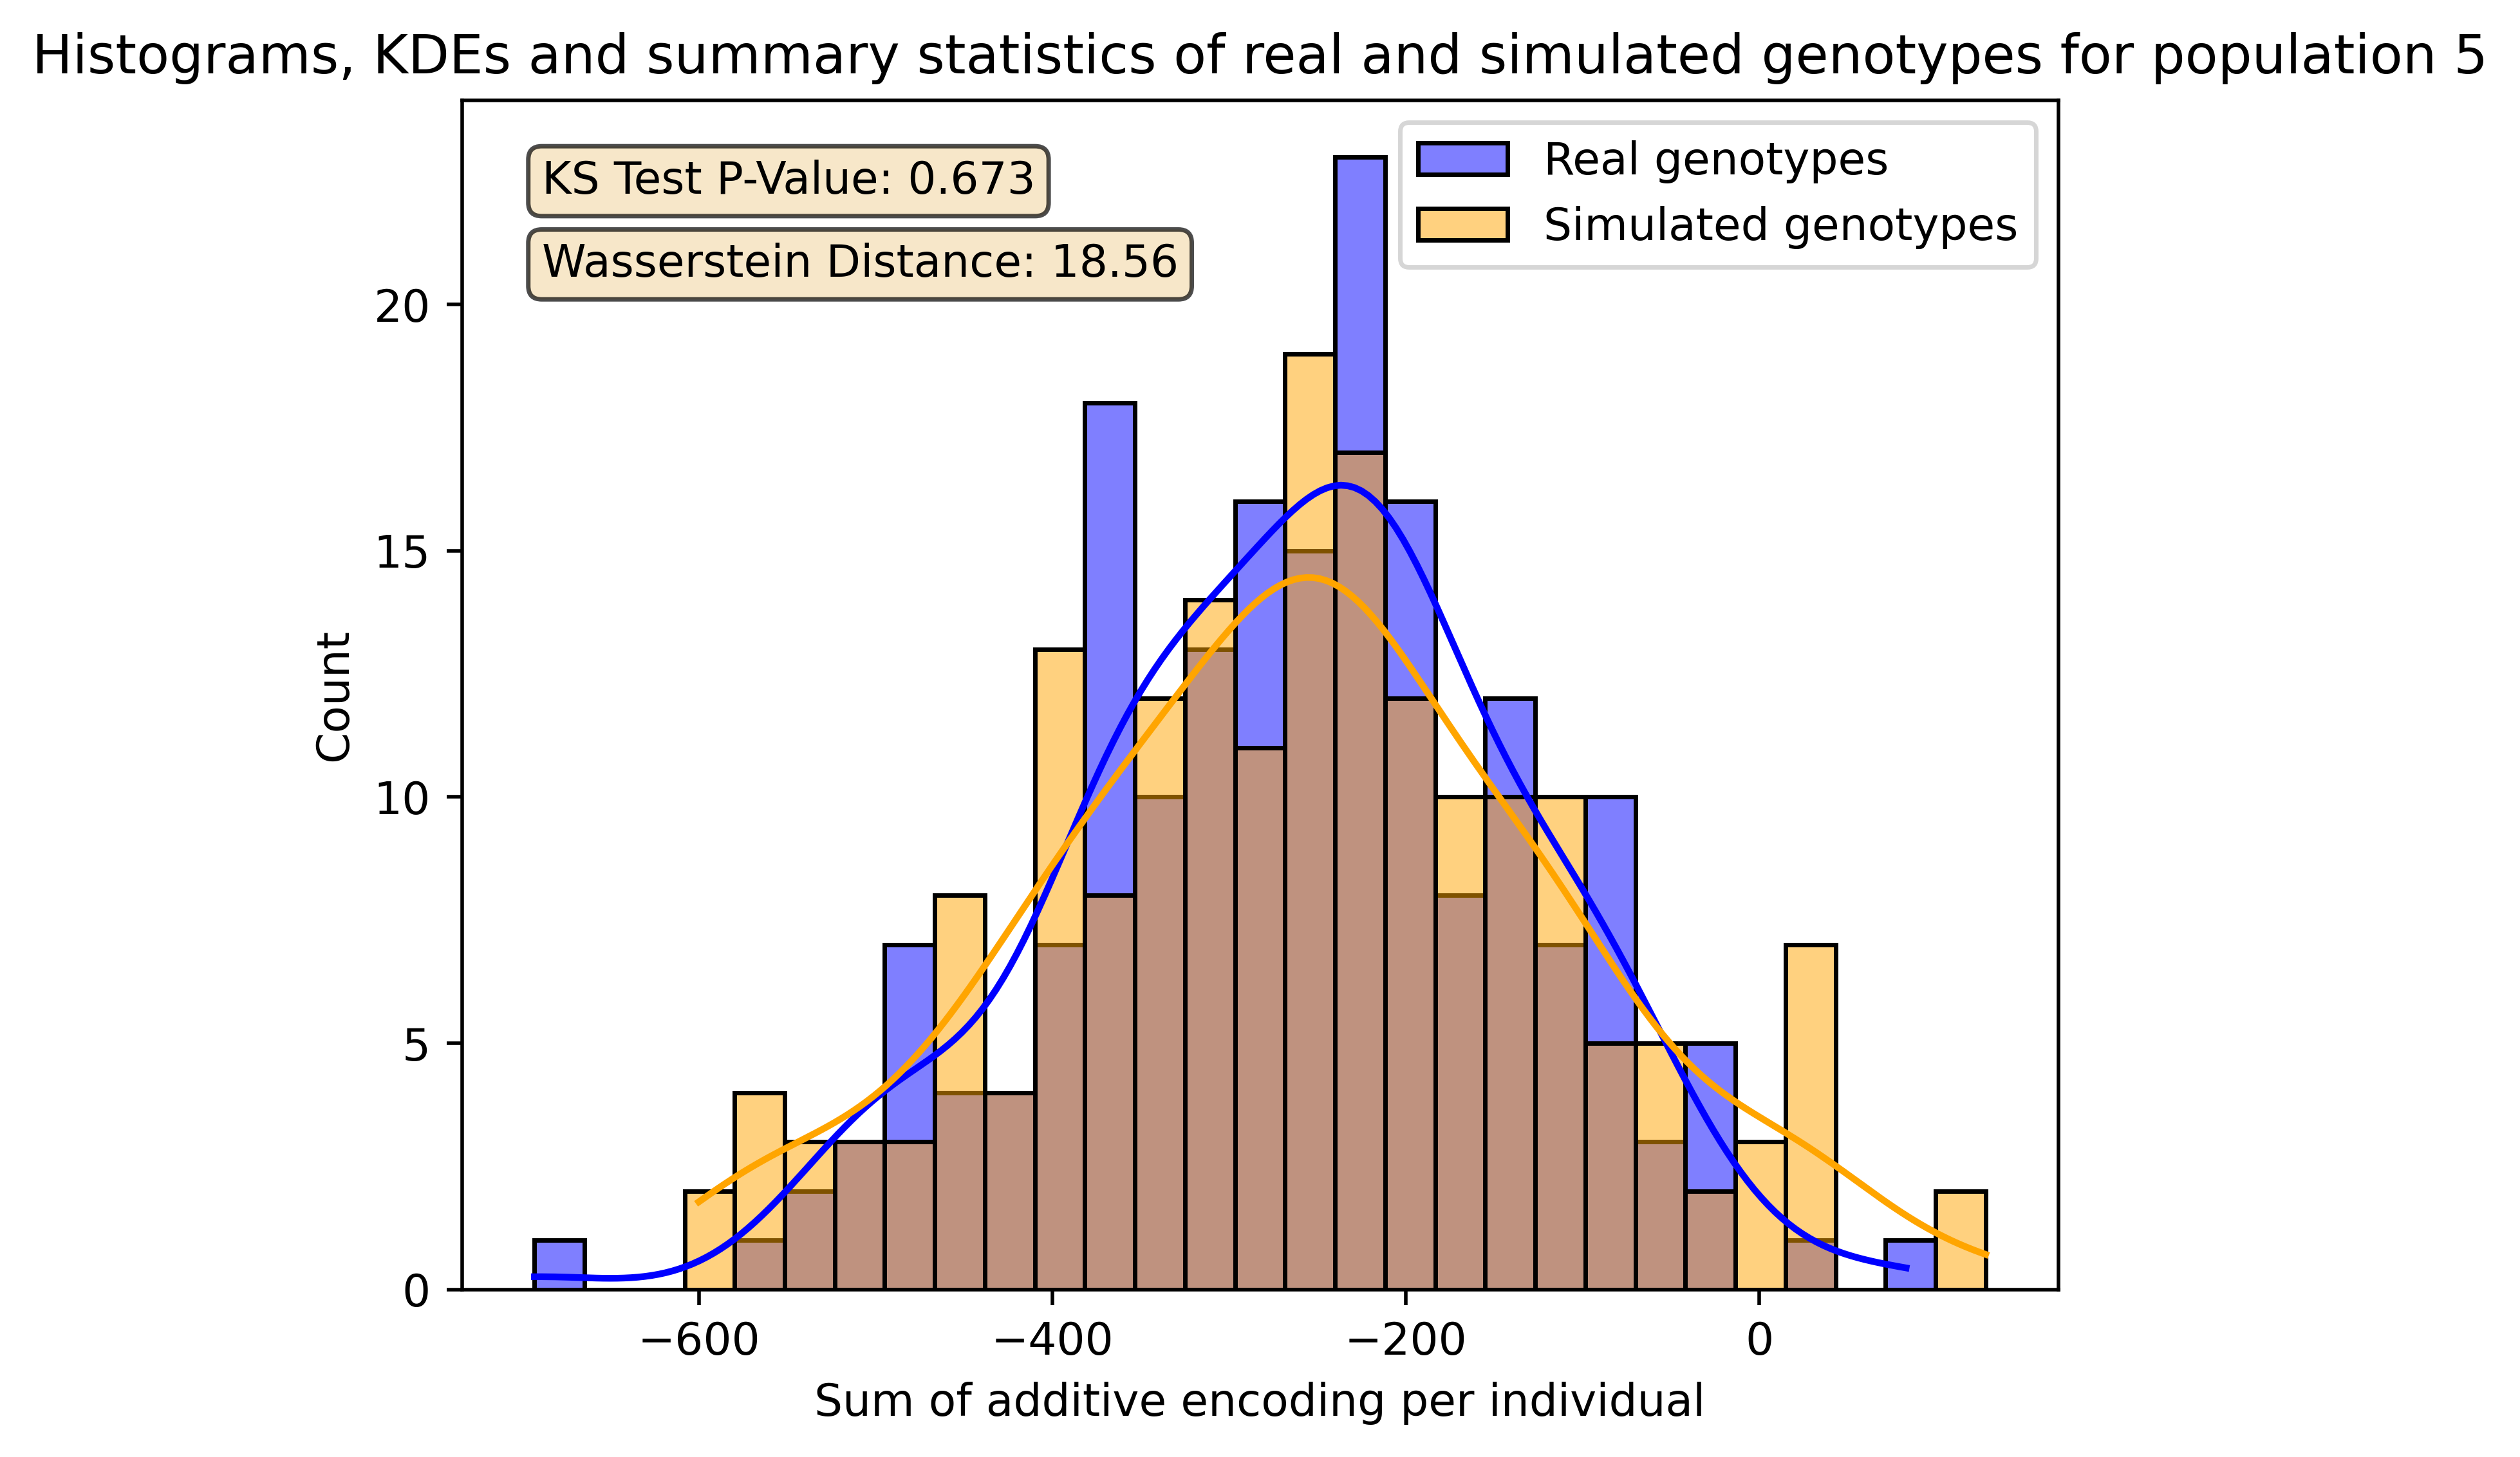 Histograms, KDEs and summary statistics of real and simulated genotypes for population 5
KS Test P-Value: 0.673
Wasserstein Distance: 18.56
Real genotypes
Simulated genotypes
Count
20
15
10
5
0
−600
−400
−200
0
Sum of additive encoding per individual